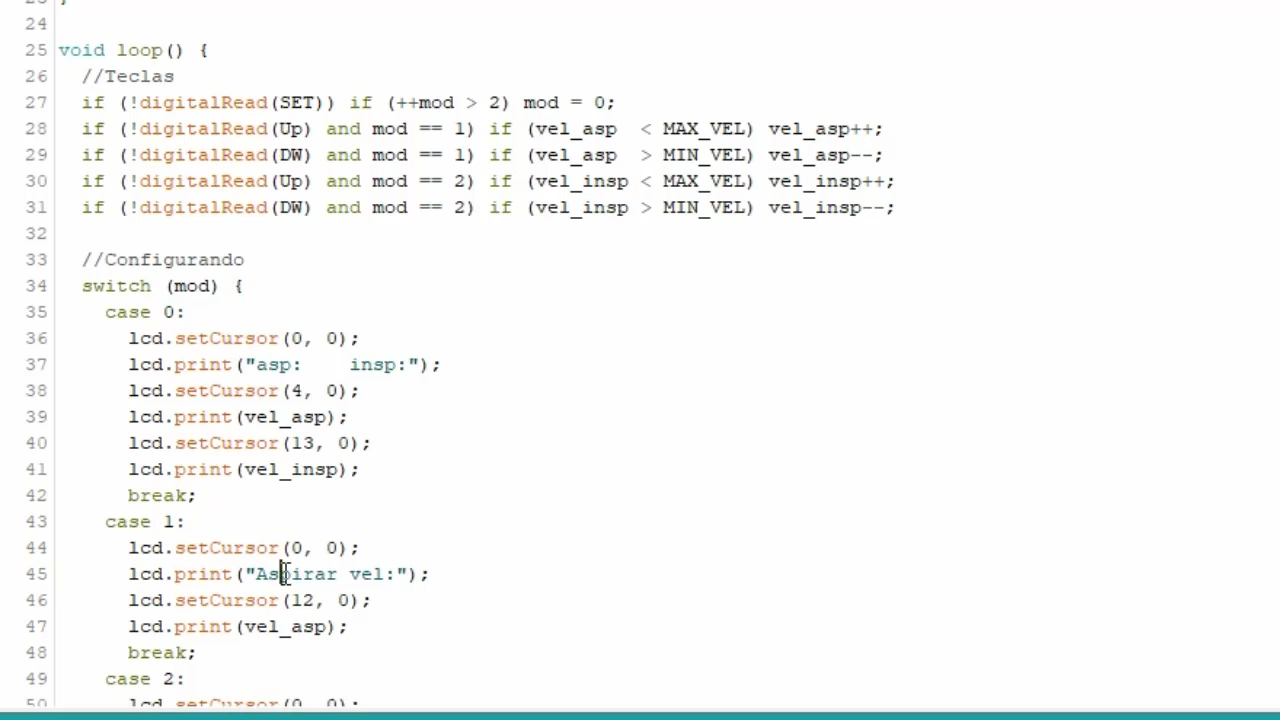 24
25 void loop() {
26   //Teclas
27   if (!digitalRead(SET)) if (++mod > 2) mod = 0;
28   if (!digitalRead(Up) and mod == 1) if (vel_asp  < MAX_VEL) vel_asp++;
29   if (!digitalRead(DW) and mod == 1) if (vel_asp  > MIN_VEL) vel_asp--;
30   if (!digitalRead(Up) and mod == 2) if (vel_insp < MAX_VEL) vel_insp++;
31   if (!digitalRead(DW) and mod == 2) if (vel_insp > MIN_VEL) vel_insp--;
32
33   //Configurando
34   switch (mod) {
35     case 0:
36       lcd.setCursor(0, 0);
37       lcd.print("asp:    insp:");
38       lcd.setCursor(4, 0);
39       lcd.print(vel_asp);
40       lcd.setCursor(13, 0);
41       lcd.print(vel_insp);
42       break;
43     case 1:
44       lcd.setCursor(0, 0);
45       lcd.print("Aspirar vel:");
46       lcd.setCursor(12, 0);
47       lcd.print(vel_asp);
48       break;
49     case 2:
50       lcd.setCursor(0, 0);